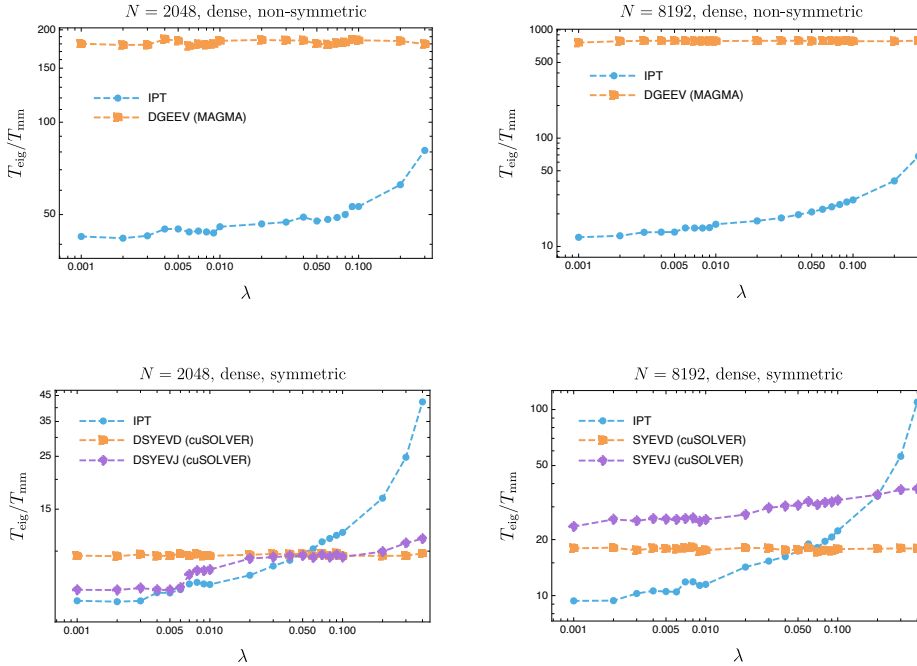 N = 2048, dense, non-symmetric
200
150
100
50
T_eig/T_mm
IPT
DGEEV (MAGMA)
0.001 0.005 0.010 0.050 0.100
λ
N = 8192, dense, non-symmetric
1000
500
100
50
10
T_eig/T_mm
IPT
DGEEV (MAGMA)
0.001 0.005 0.010 0.050 0.100
λ
N = 2048, dense, symmetric
45
25
15
T_eig/T_mm
IPT
DSYEVD (cuSOLVER)
DSYEVJ (cuSOLVER)
0.001 0.005 0.010 0.050 0.100
λ
N = 8192, dense, symmetric
100
50
20
10
T_eig/T_mm
IPT
SYEVD (cuSOLVER)
SYEVJ (cuSOLVER)
0.001 0.005 0.010 0.050 0.100
λ